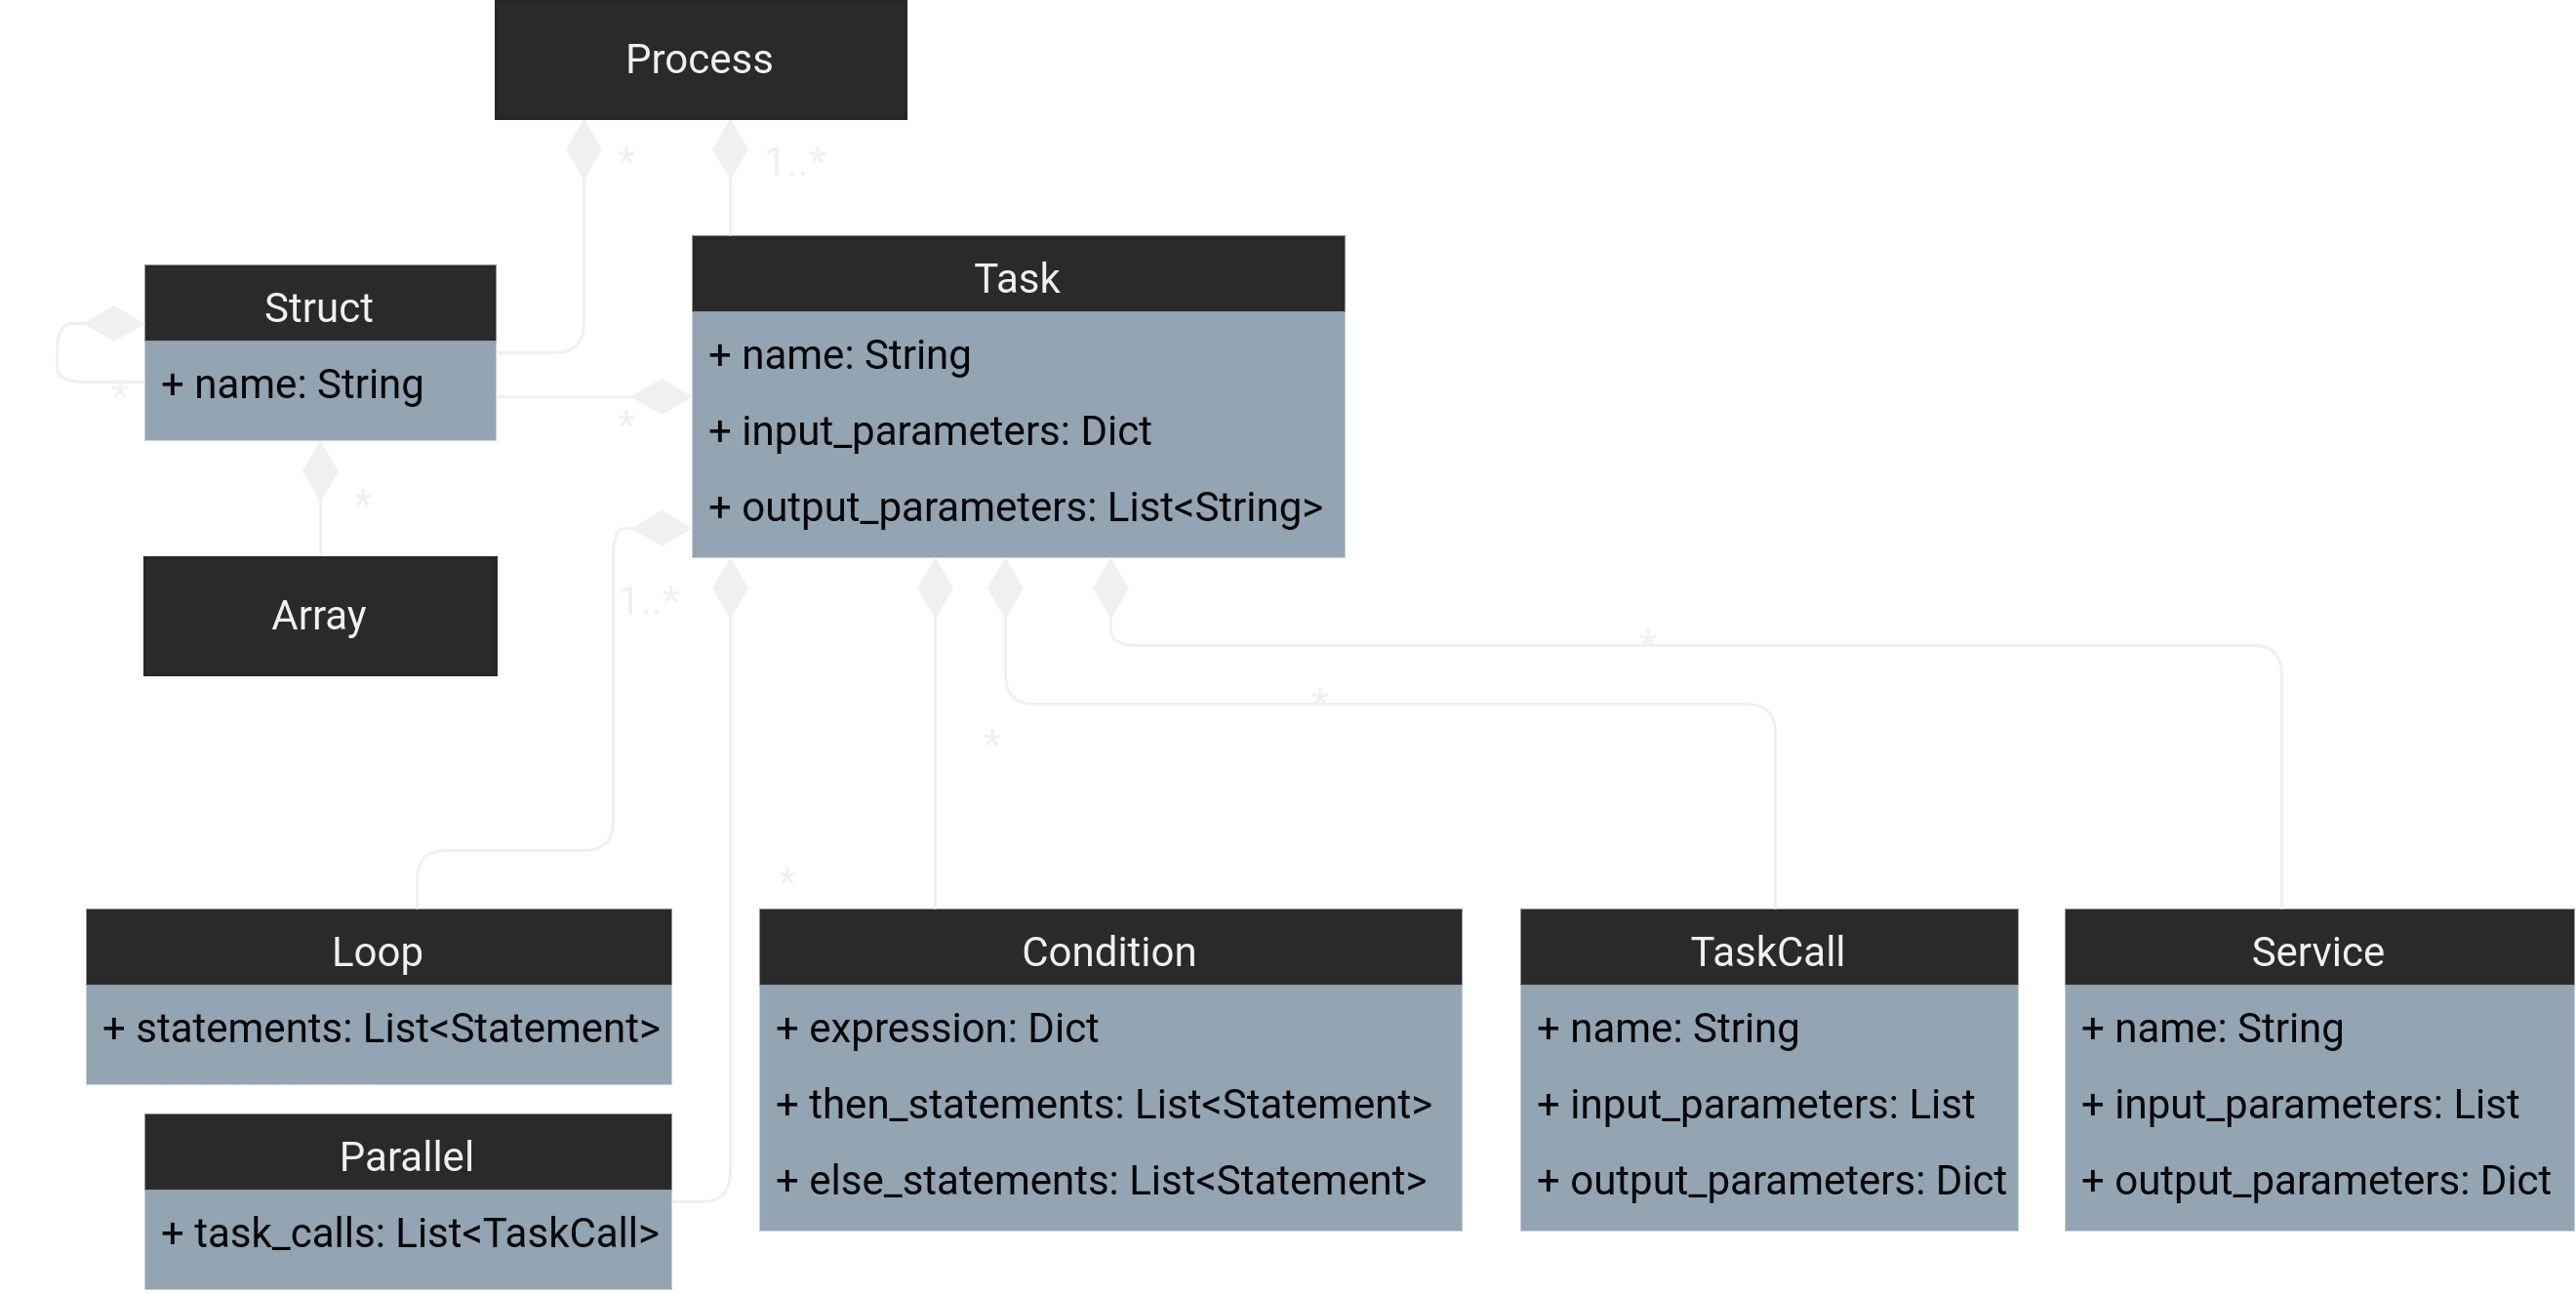 Process
*
1..*
Struct
+ name: String
*
Task
+ name: String
+ input_parameters: Dict
+ output_parameters: List<String>
*
*
Array
1..*
*
*
*
*
Loop
+ statements: List<Statement>
Parallel
+ task_calls: List<TaskCall>
Condition
+ expression: Dict
+ then_statements: List<Statement>
+ else_statements: List<Statement>
TaskCall
+ name: String
+ input_parameters: List
+ output_parameters: Dict
Service
+ name: String
+ input_parameters: List
+ output_parameters: Dict